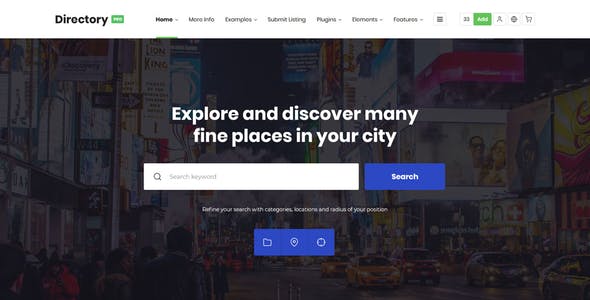 Directory PRO
Home More Info Examples Submit Listing Plugins Elements Features 33 Add
Explore and discover many
fine places in your city
Search keyword
Search
Refine your search with categories, locations and radius of your position